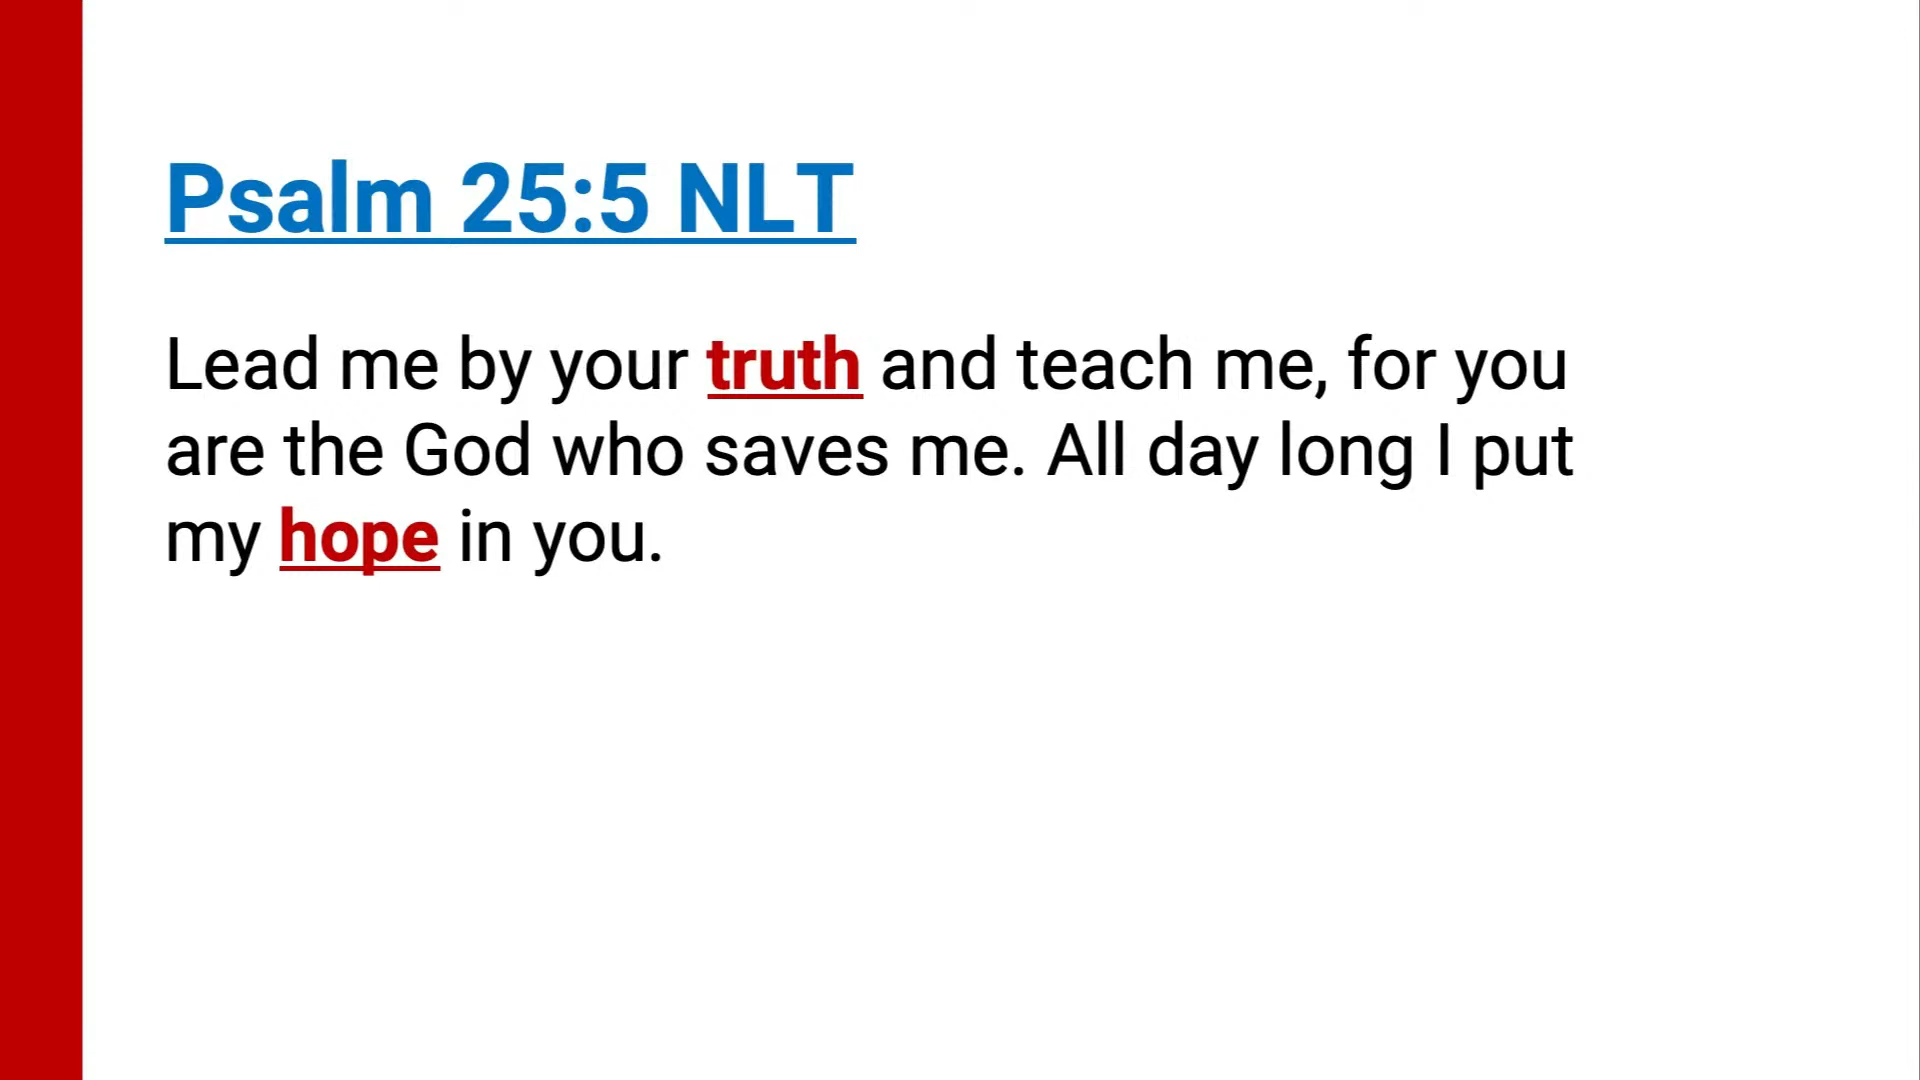 Psalm 25:5 NLT
Lead me by your truth and teach me, for you
are the God who saves me. All day long I put
my hope in you.